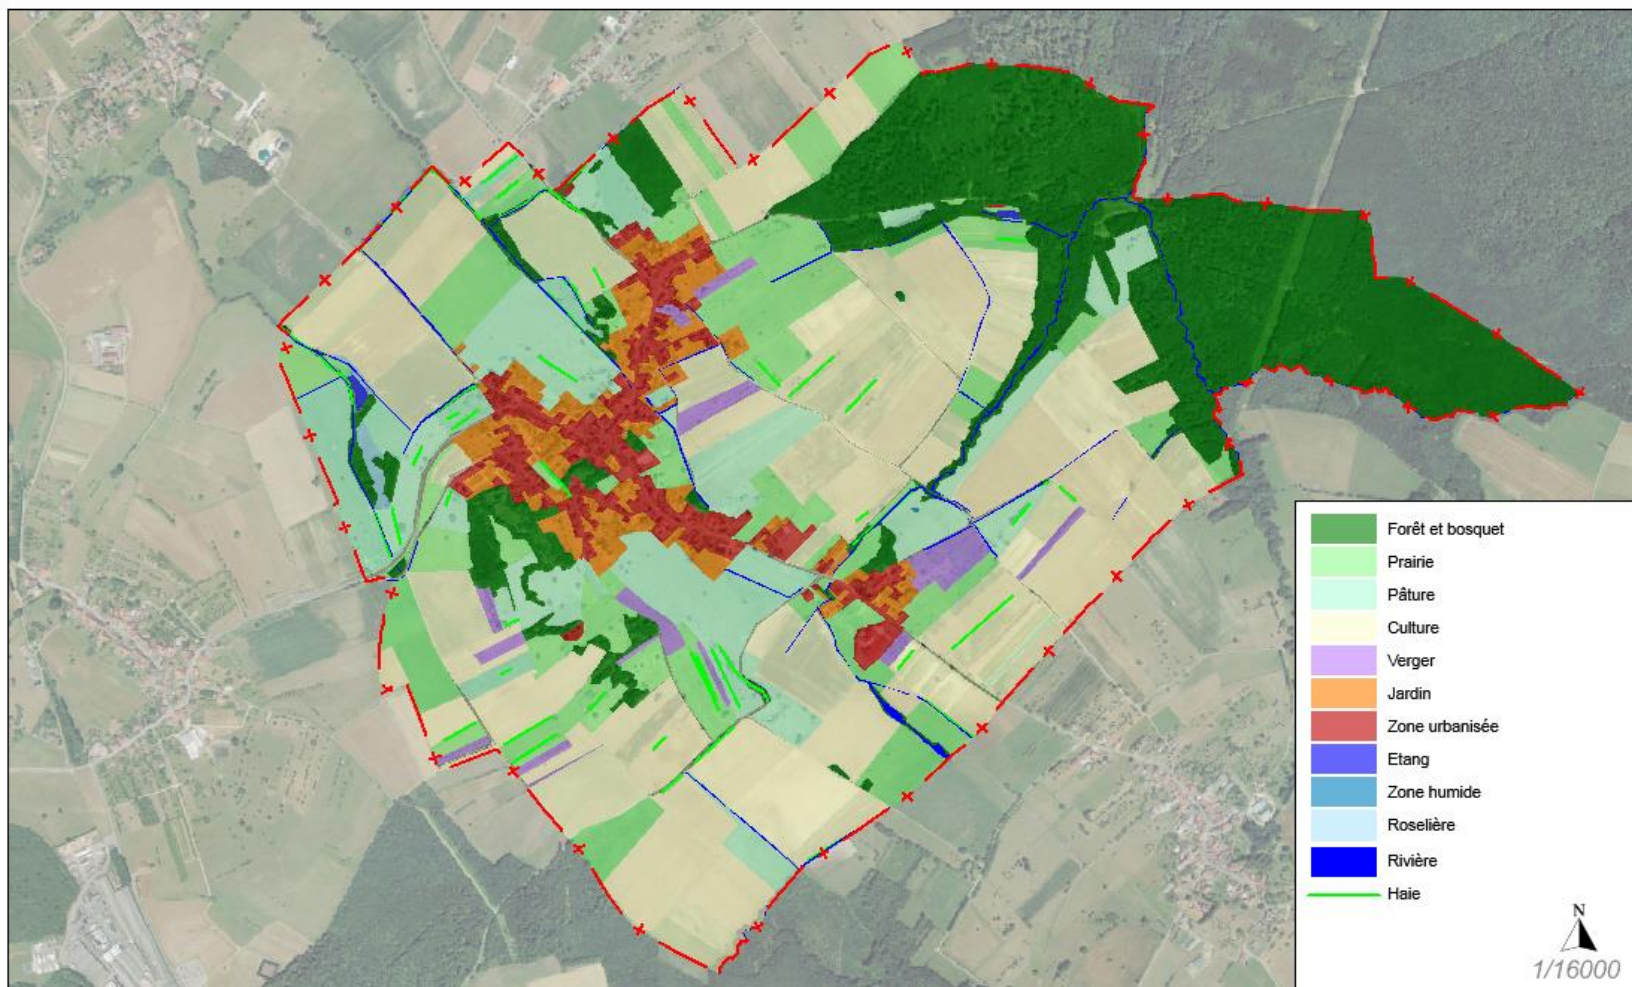 Forêt et bosquet
Prairie
Pâture
Culture
Verger
Jardin
Zone urbanisée
Etang
Zone humide
Roselière
Rivière
Haie
N
1/16000